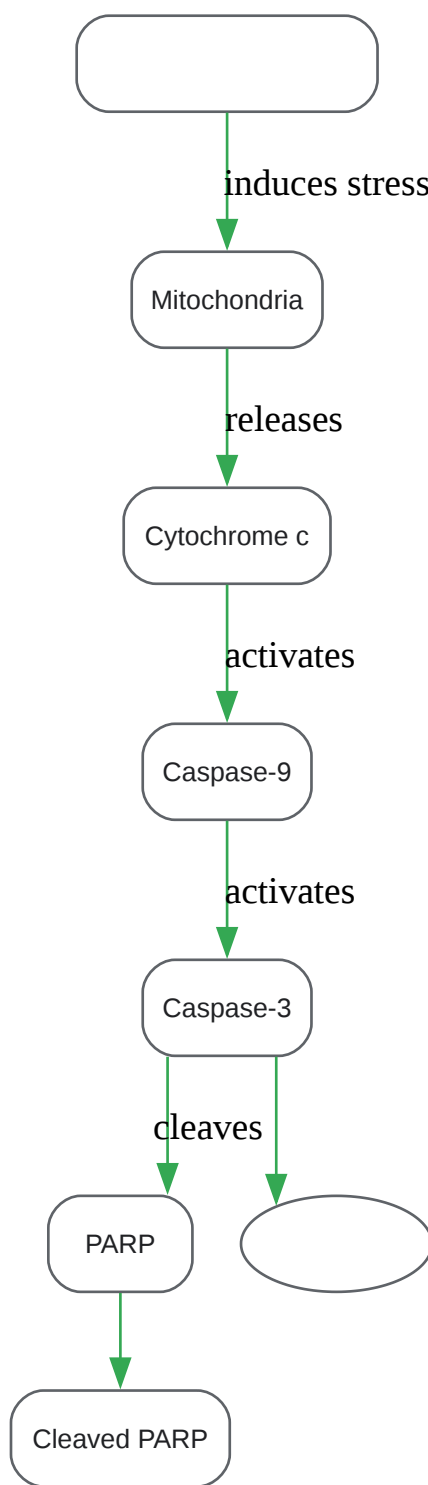 induces stress
Mitochondria
releases
Cytochrome c
activates
Caspase-9
activates
Caspase-3
cleaves
PARP
Cleaved PARP